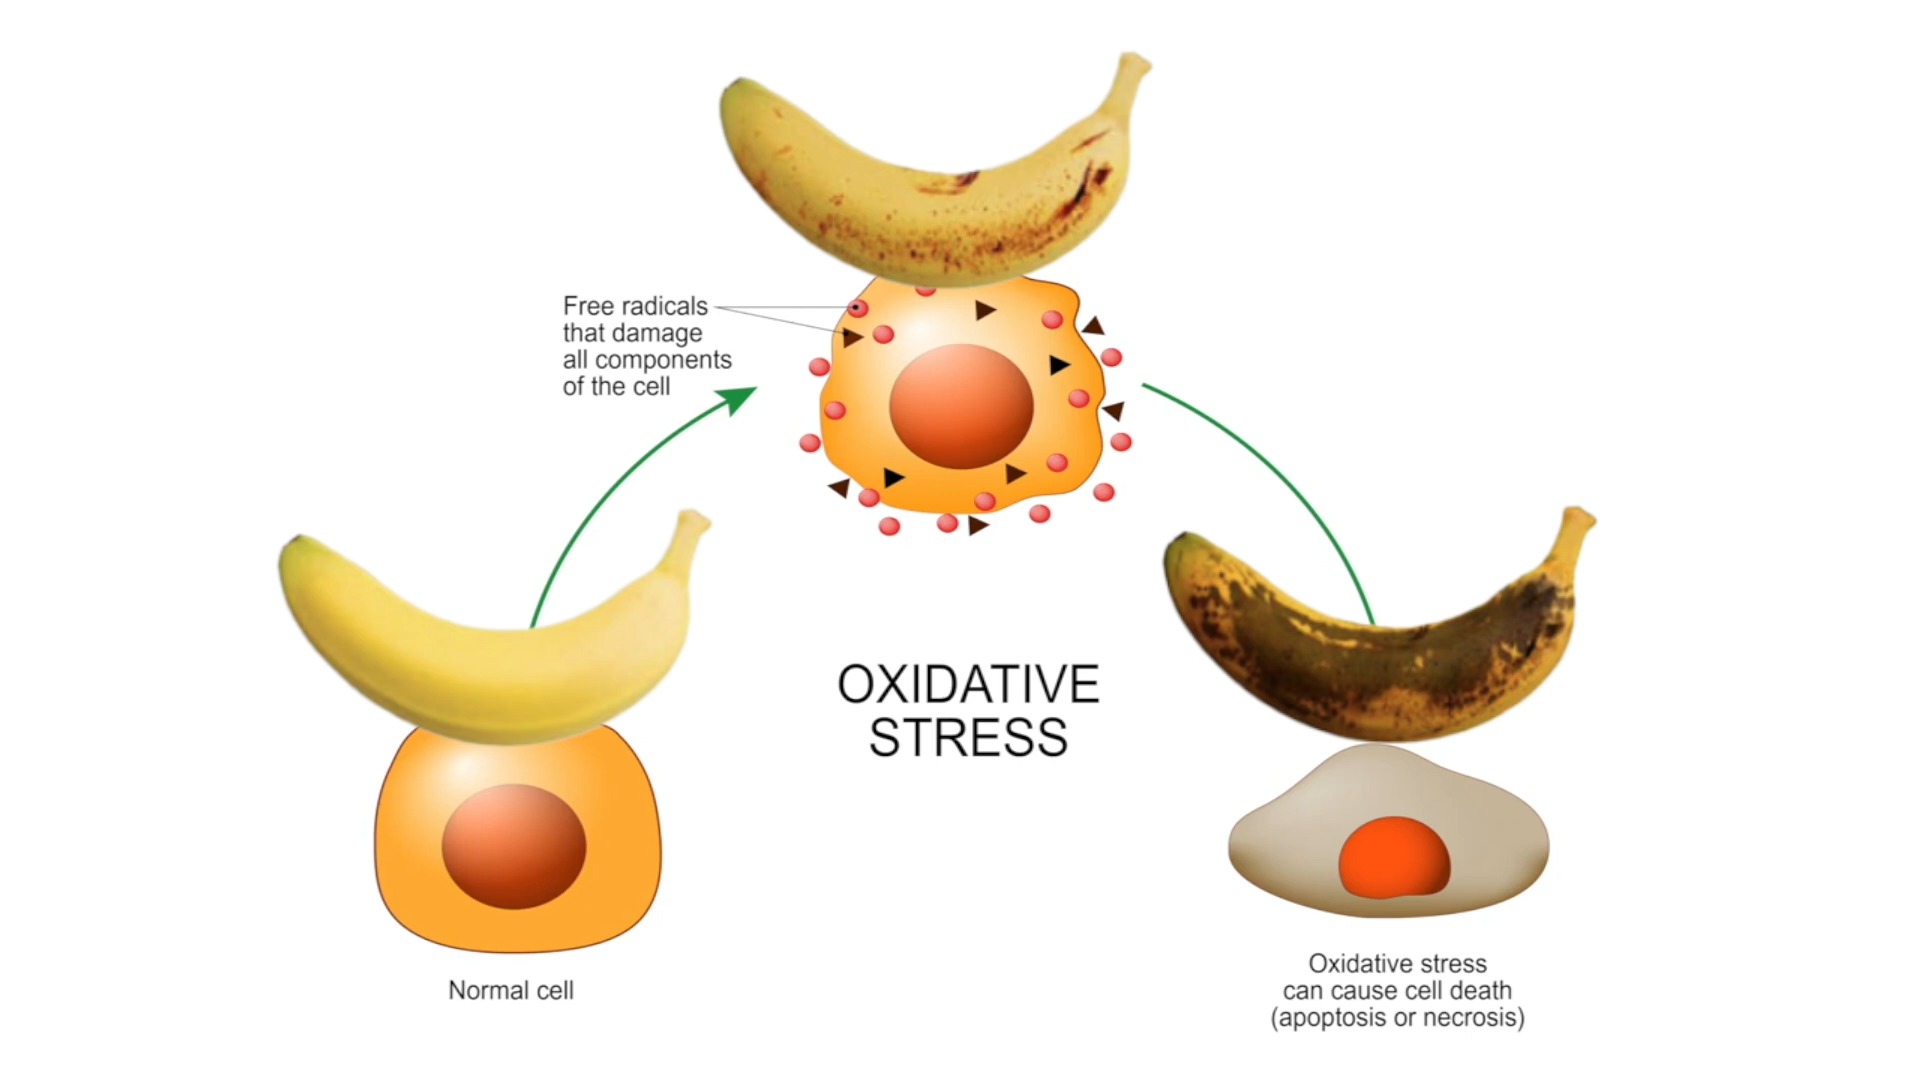 Free radicals
that damage
all components
of the cell
OXIDATIVE
STRESS
Normal cell
Oxidative stress
can cause cell death
(apoptosis or necrosis)